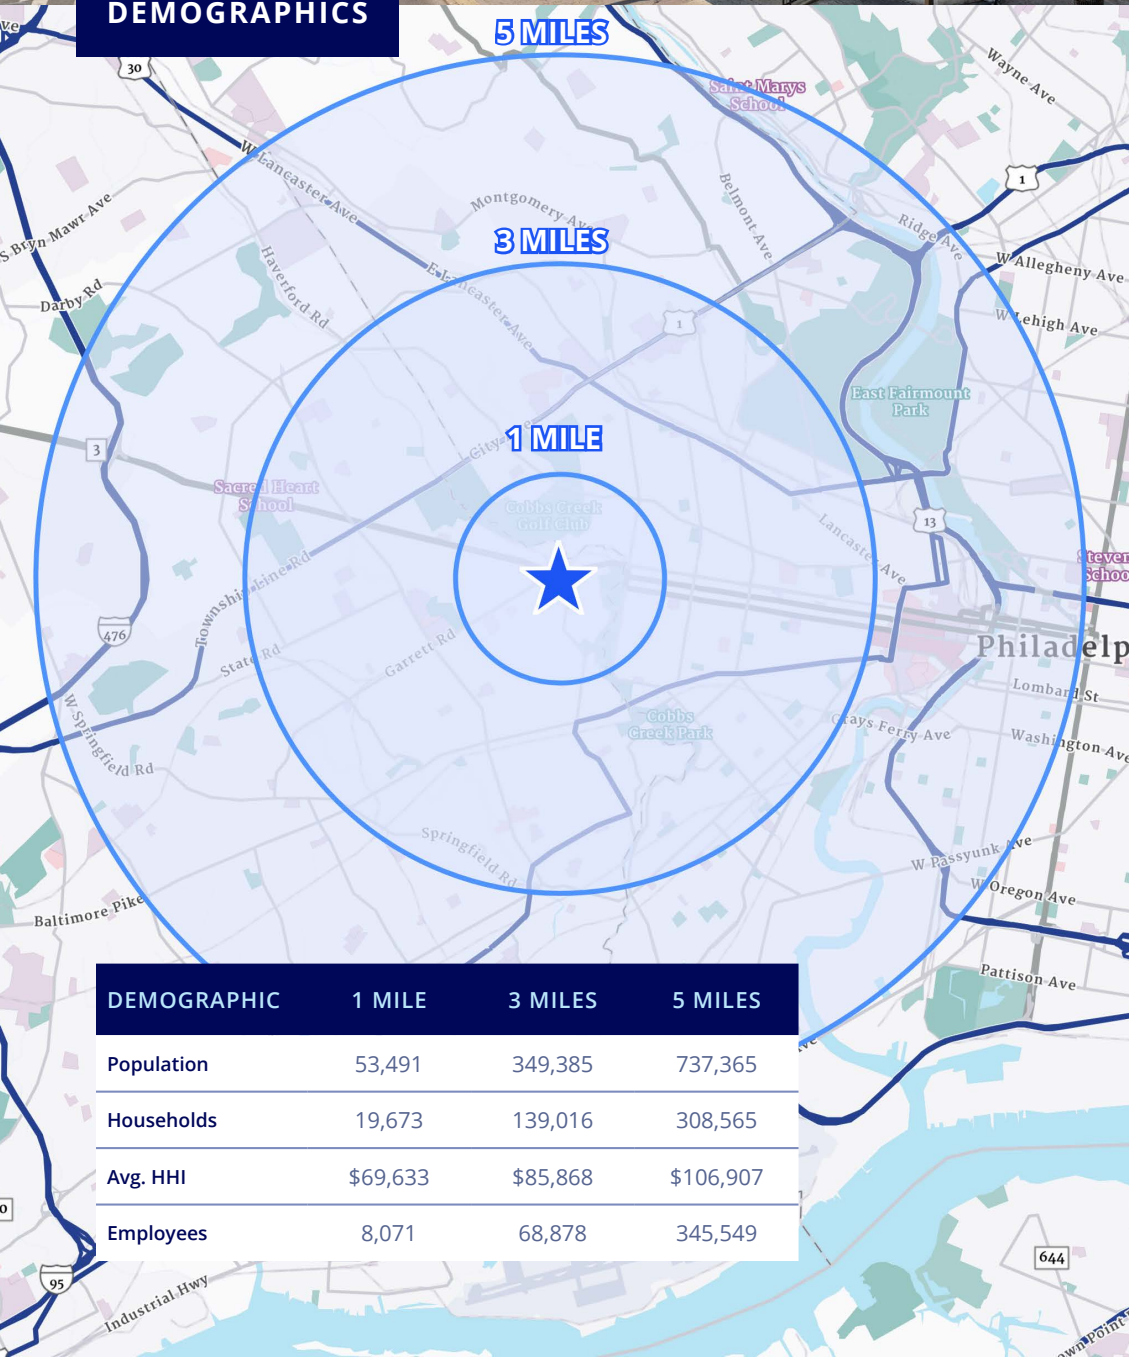 DEMOGRAPHICS
5 MILES
30
Saint Marys
School
Wayne Ave
1
W Lancaster Ave
Montgomery Ave
Belmont Ave
Ridge Ave
S Bryn Mawr Ave
3 MILES
W Allegheny Ave
Haverford Rd
E Lancaster Ave
Darby Rd
W Lehigh Ave
1
East Fairmount
Park
1 MILE
City Ave
3
Sacred Heart
School
Cobbs Creek
Golf Club
13
Lancaster Ave
Steven
Schoo
Township Line Rd
476
State Rd
Garrett Rd
Philadelp
Lombard St
W Springfield Rd
Cobbs
Creek Park
Grays Ferry Ave
Washington Ave
Springfield Rd
W Passyunk Ave
W Oregon Ave
Baltimore Pike
Pattison Ave
DEMOGRAPHIC 1 MILE 3 MILES 5 MILES
Population 53,491 349,385 737,365
Households 19,673 139,016 308,565
Avg. HHI $69,633 $85,868 $106,907
Employees 8,071 68,878 345,549
644
95
Industrial Hwy
own Point